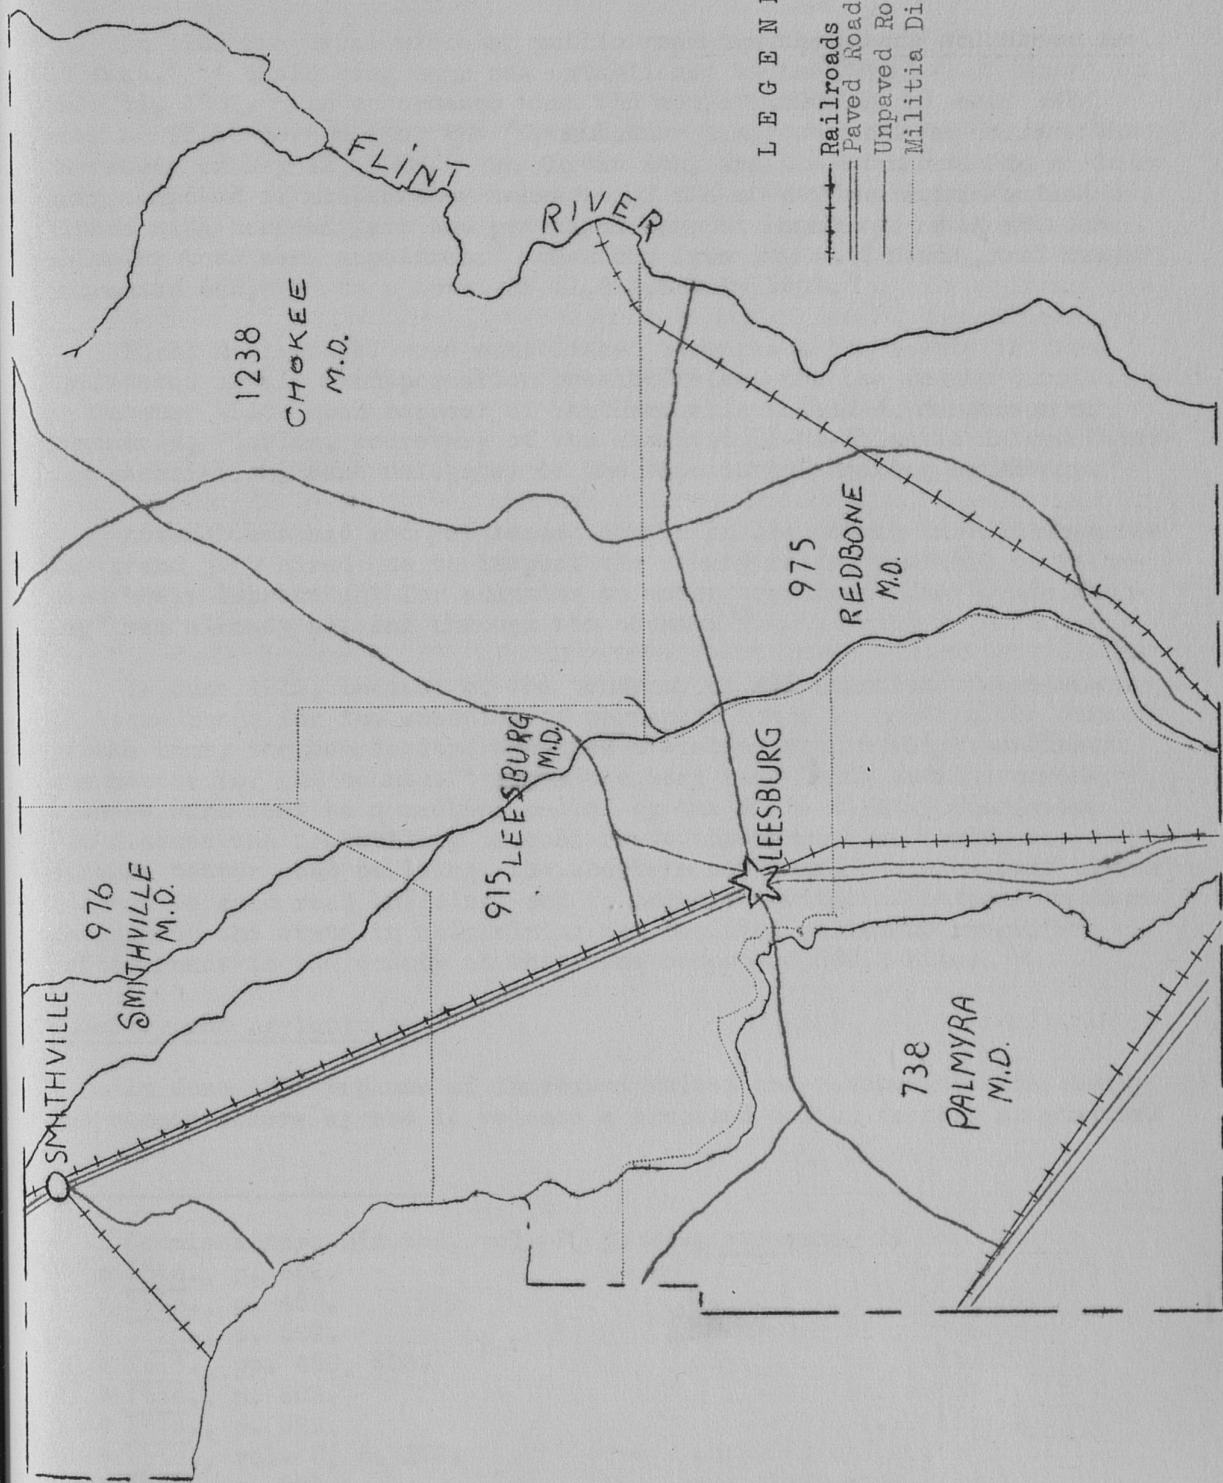 LEGEN
Railroads
Paved Road
Unpaved Ro
Militia Di
FLINT
RIVER
1238
CHOKEE
M.D.
976
SMITHVILLE
M.D.
SMITHVILLE
915 LEESBURG
M.D.
LEESBURG
975
REDBONE
M.D.
738
PALMYRA
M.D.